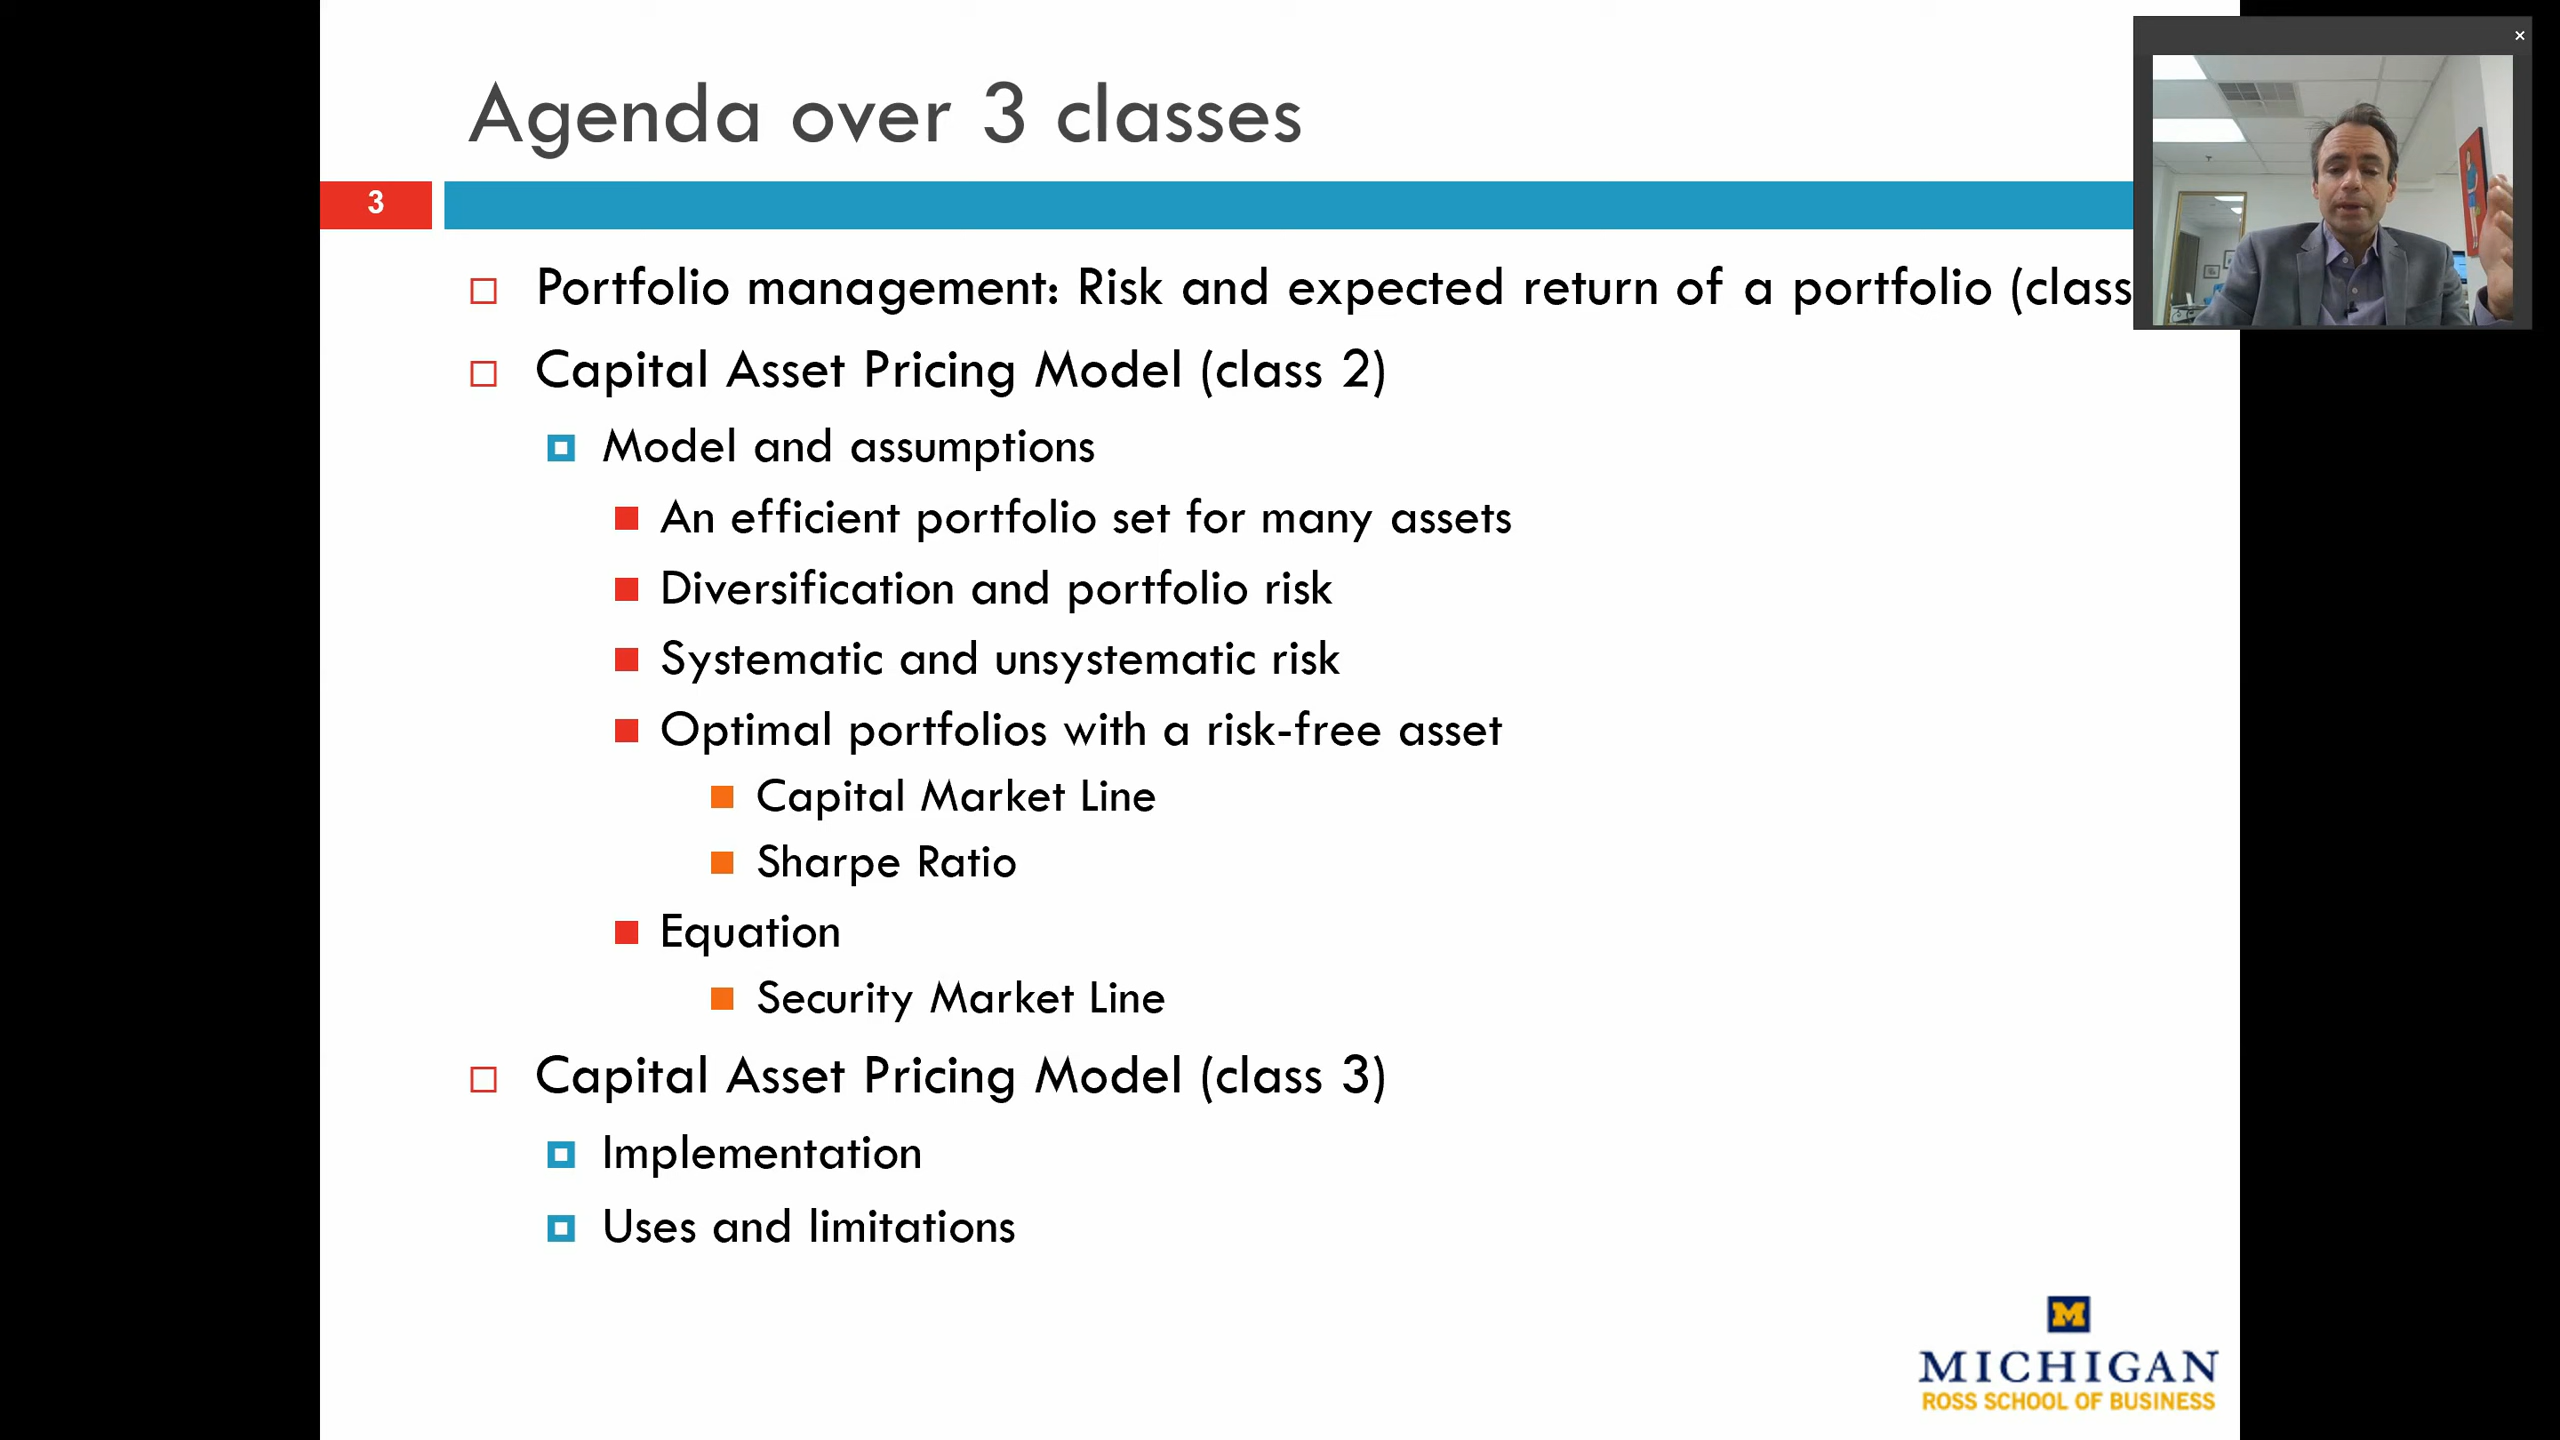 Agenda over 3 classes
3
Portfolio management: Risk and expected return of a portfolio (class
Capital Asset Pricing Model (class 2)
Model and assumptions
An efficient portfolio set for many assets
Diversification and portfolio risk
Systematic and unsystematic risk
Optimal portfolios with a risk-free asset
Capital Market Line
Sharpe Ratio
Equation
Security Market Line
Capital Asset Pricing Model (class 3)
Implementation
Uses and limitations
M
MICHIGAN
ROSS SCHOOL OF BUSINESS